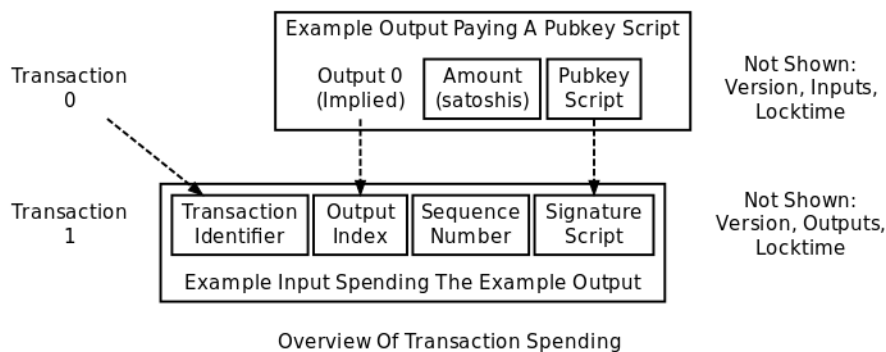 Example Output Paying A Pubkey Script
Transaction
0
Output 0
(Implied)
Amount
(satoshis)
Pubkey
Script
Not Shown:
Version, Inputs,
Locktime
Transaction
1
Transaction
Identifier
Output
Index
Sequence
Number
Signature
Script
Not Shown:
Version, Outputs,
Locktime
Example Input Spending The Example Output
Overview Of Transaction Spending